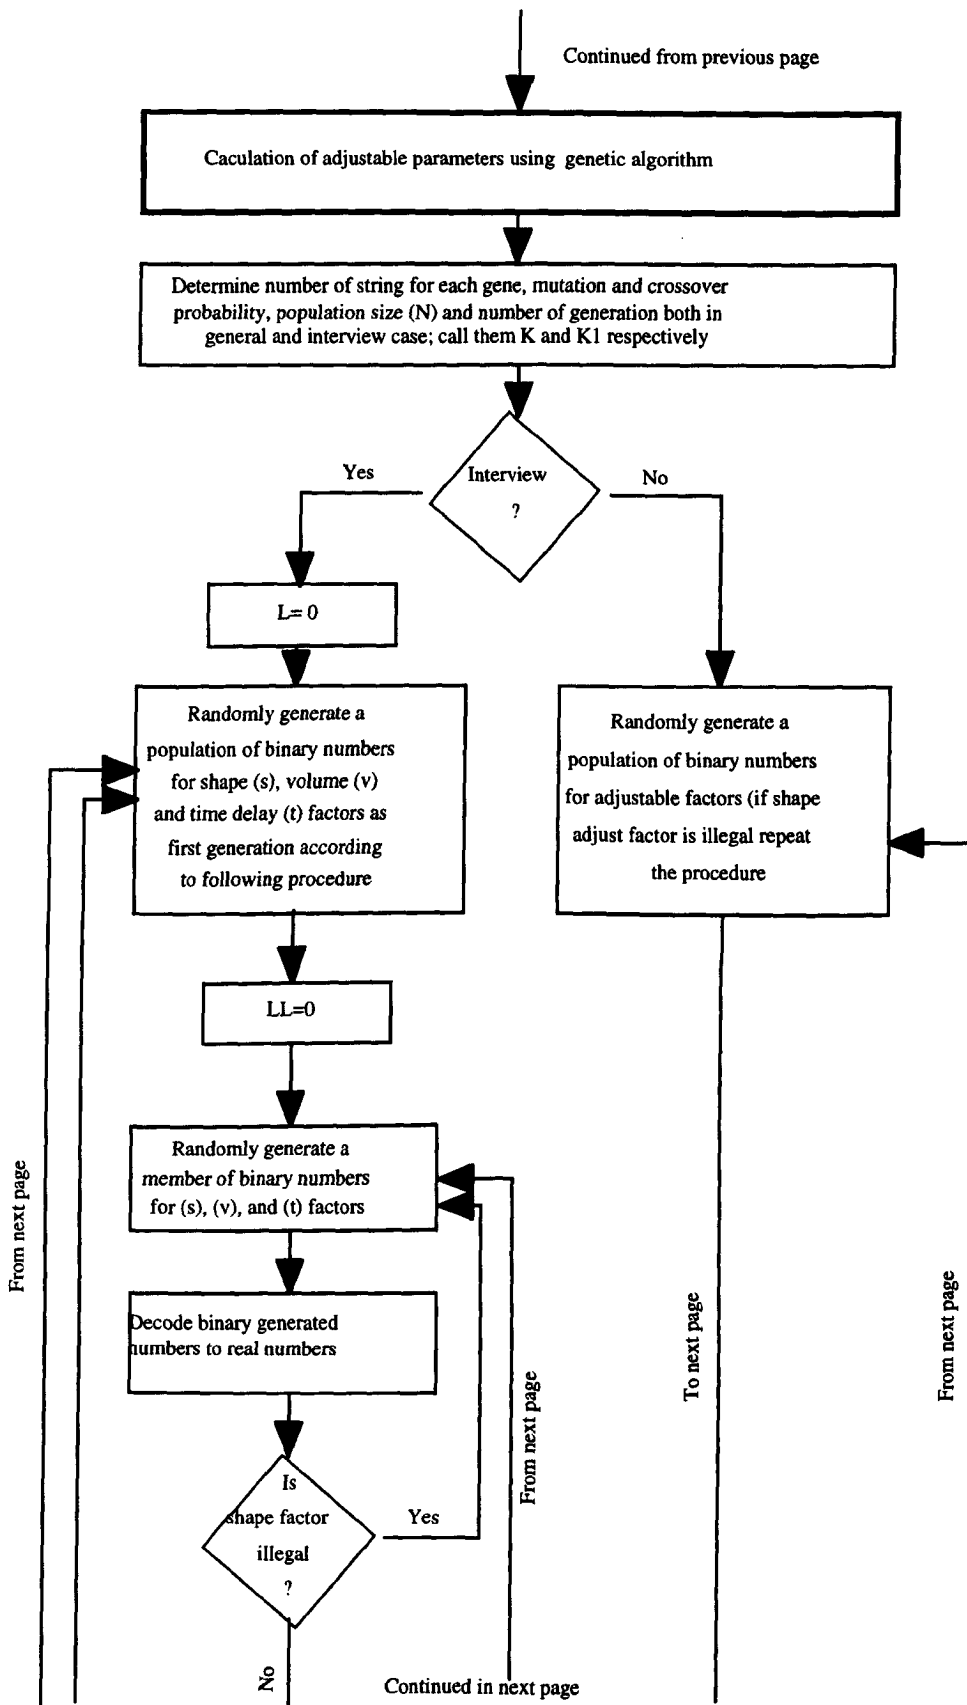 Continued from previous page
Caculation of adjustable parameters using genetic algorithm
Determine number of string for each gene, mutation and crossover
probability, population size (N) and number of generation both in
general and interview case; call them K and K1 respectively
Yes
Interview
?
No
L= 0
Randomly generate a
population of binary numbers
for shape (s), volume (v)
and time delay (t) factors as
first generation according
to following procedure
Randomly generate a
population of binary numbers
for adjustable factors (if shape
adjust factor is illegal repeat
the procedure
LL=0
Randomly generate a
member of binary numbers
for (s), (v), and (t) factors
From next page
Decode binary generated
numbers to real numbers
From next page
To next page
From next page
Is
shape factor
illegal
?
Yes
No
Continued in next page